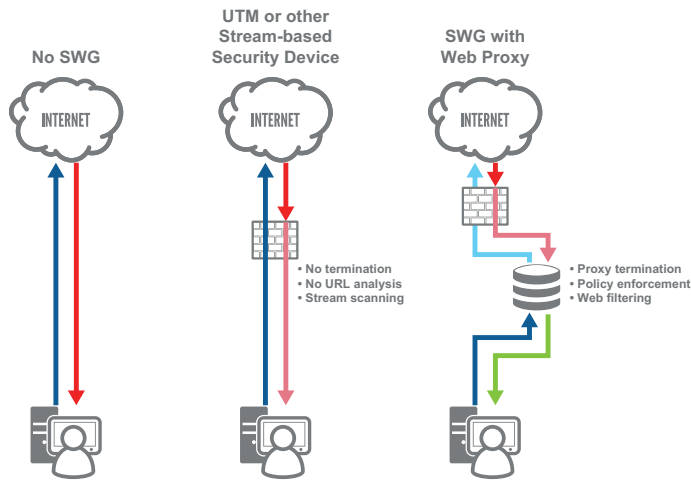 No SWG
INTERNET
UTM or other
Stream-based
Security Device
INTERNET
• No termination
• No URL analysis
• Stream scanning
SWG with
Web Proxy
INTERNET
• Proxy termination
• Policy enforcement
• Web filtering